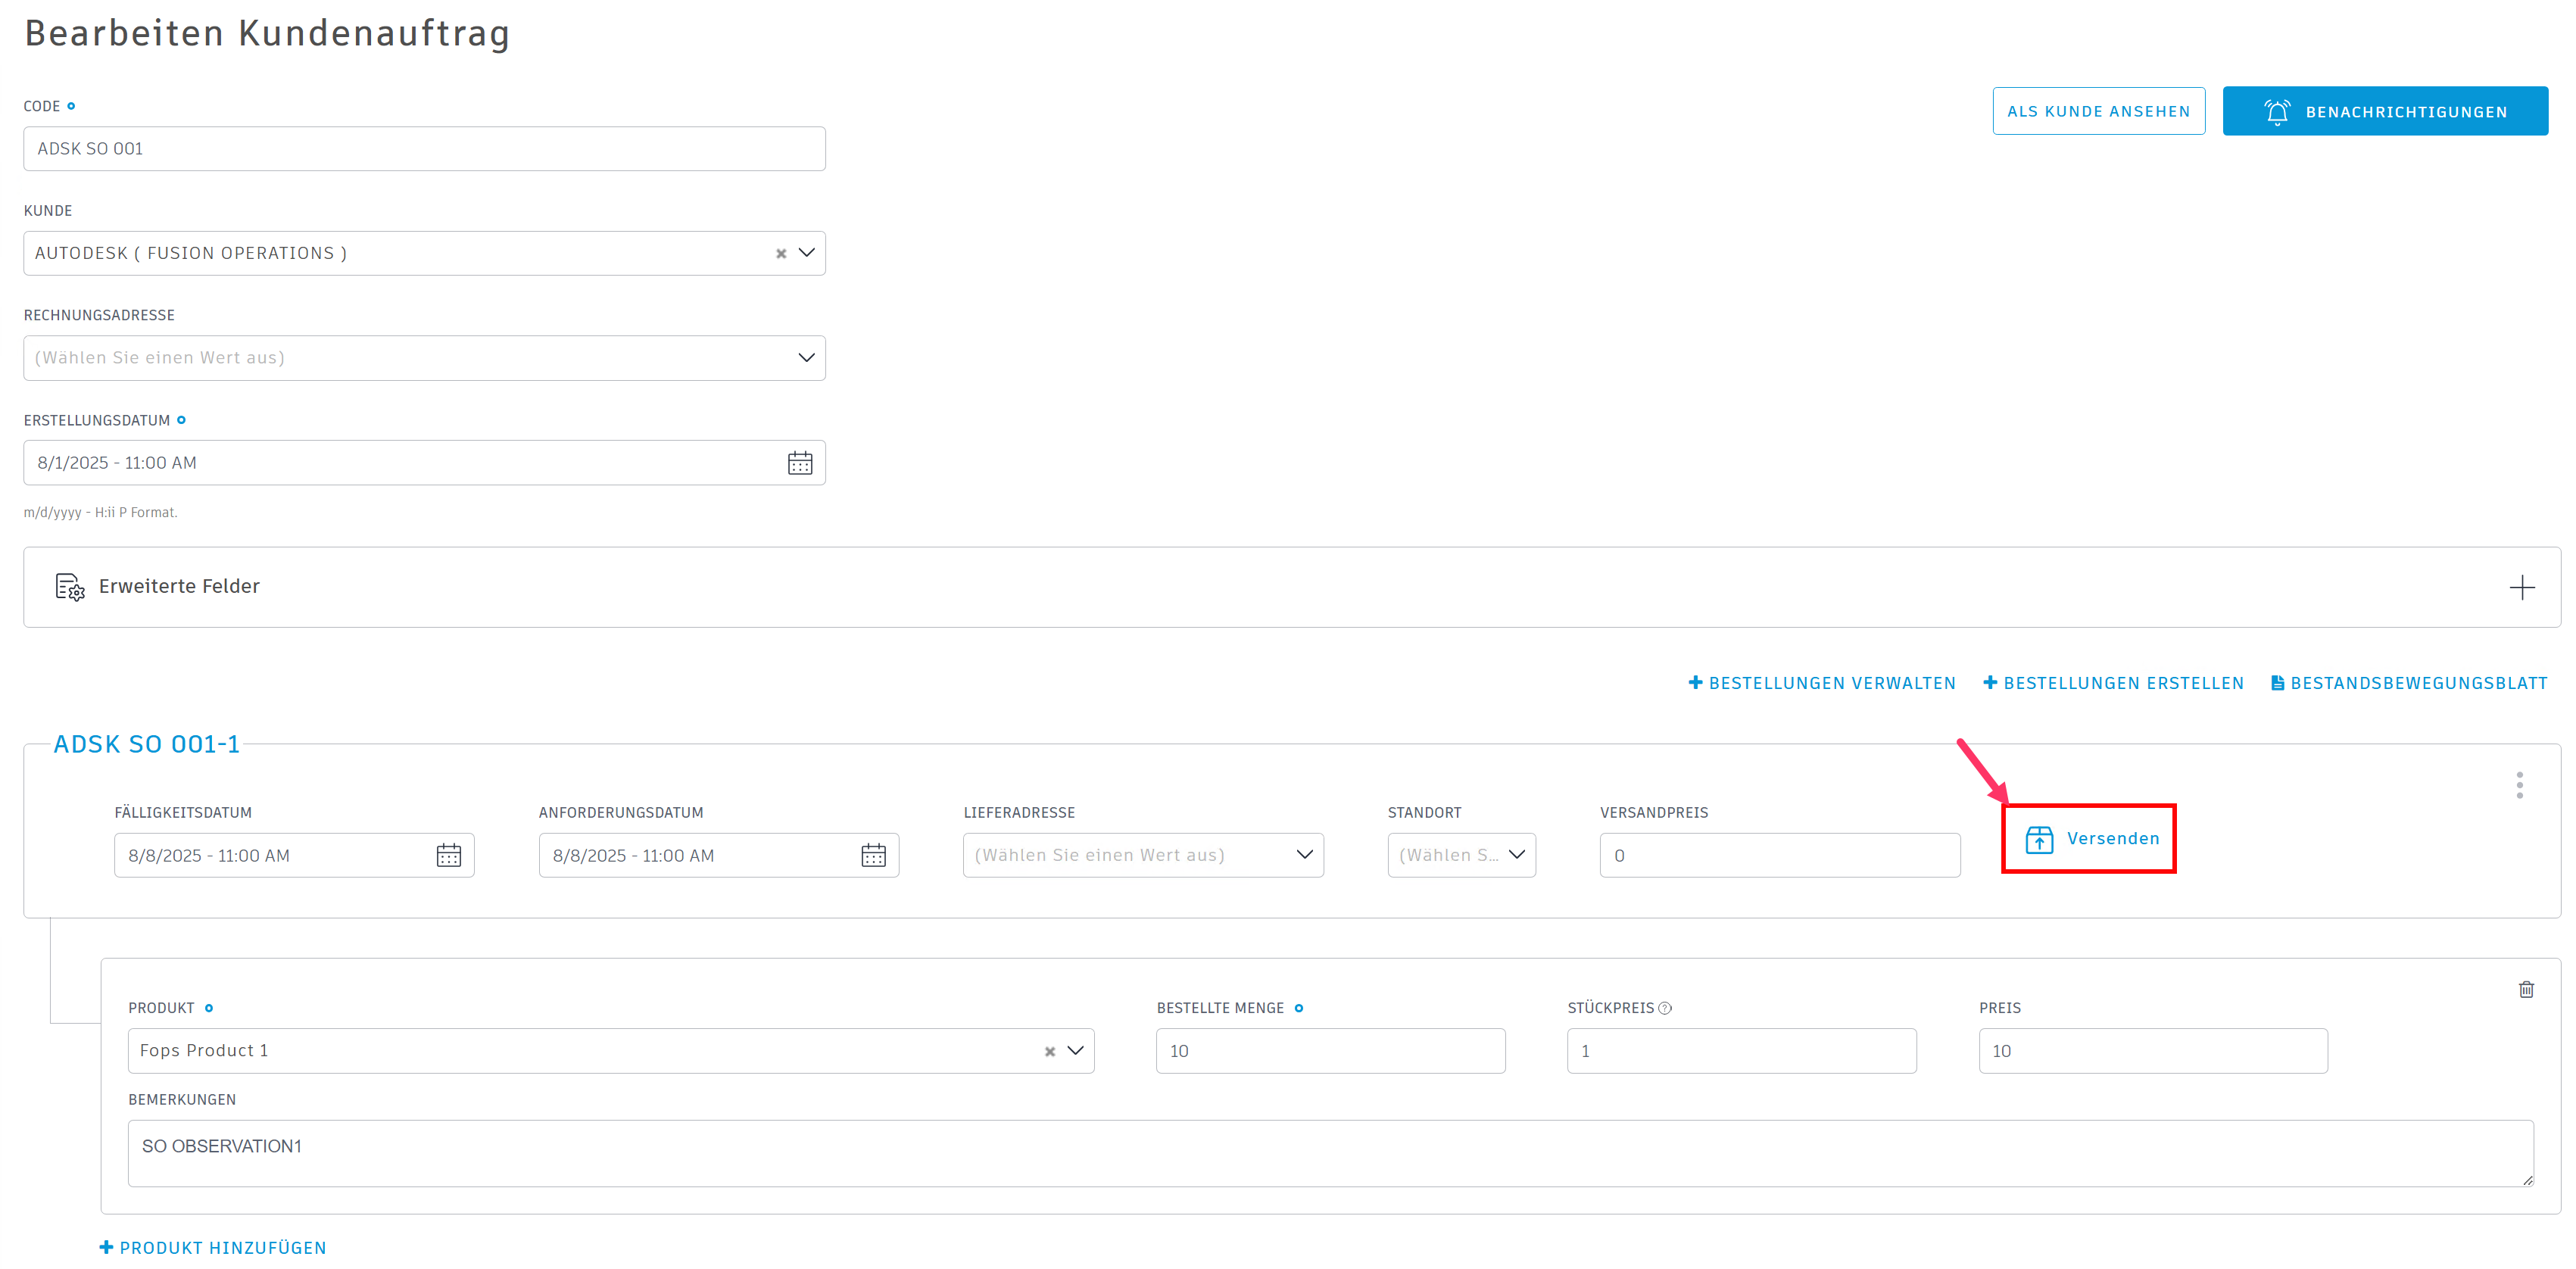 Bearbeiten Kundenauftrag
ALS KUNDE ANSEHEN
BENACHRICHTIGUNGEN
CODE
ADSK SO 001
KUNDE
AUTODESK ( FUSION OPERATIONS )
RECHNUNGSADRESSE
(Wählen Sie einen Wert aus)
ERSTELLUNGSDATUM
8/1/2025 - 11:00 AM
m/d/yyyy - H:ii P Format.
Erweiterte Felder
BESTELLUNGEN VERWALTEN
BESTELLUNGEN ERSTELLEN
BESTANDSBEWEGUNGSBLATT
ADSK SO 001-1
FÄLLIGKEITSDATUM
8/8/2025 - 11:00 AM
ANFORDERUNGSDATUM
8/8/2025 - 11:00 AM
LIEFERADRESSE
(Wählen Sie einen Wert aus)
STANDORT
(Wählen S...
VERSANDPREIS
0
Versenden
PRODUKT
Fops Product 1
BESTELLTE MENGE
10
STÜCKPREIS
1
PREIS
10
BEMERKUNGEN
SO OBSERVATION1
PRODUKT HINZUFÜGEN